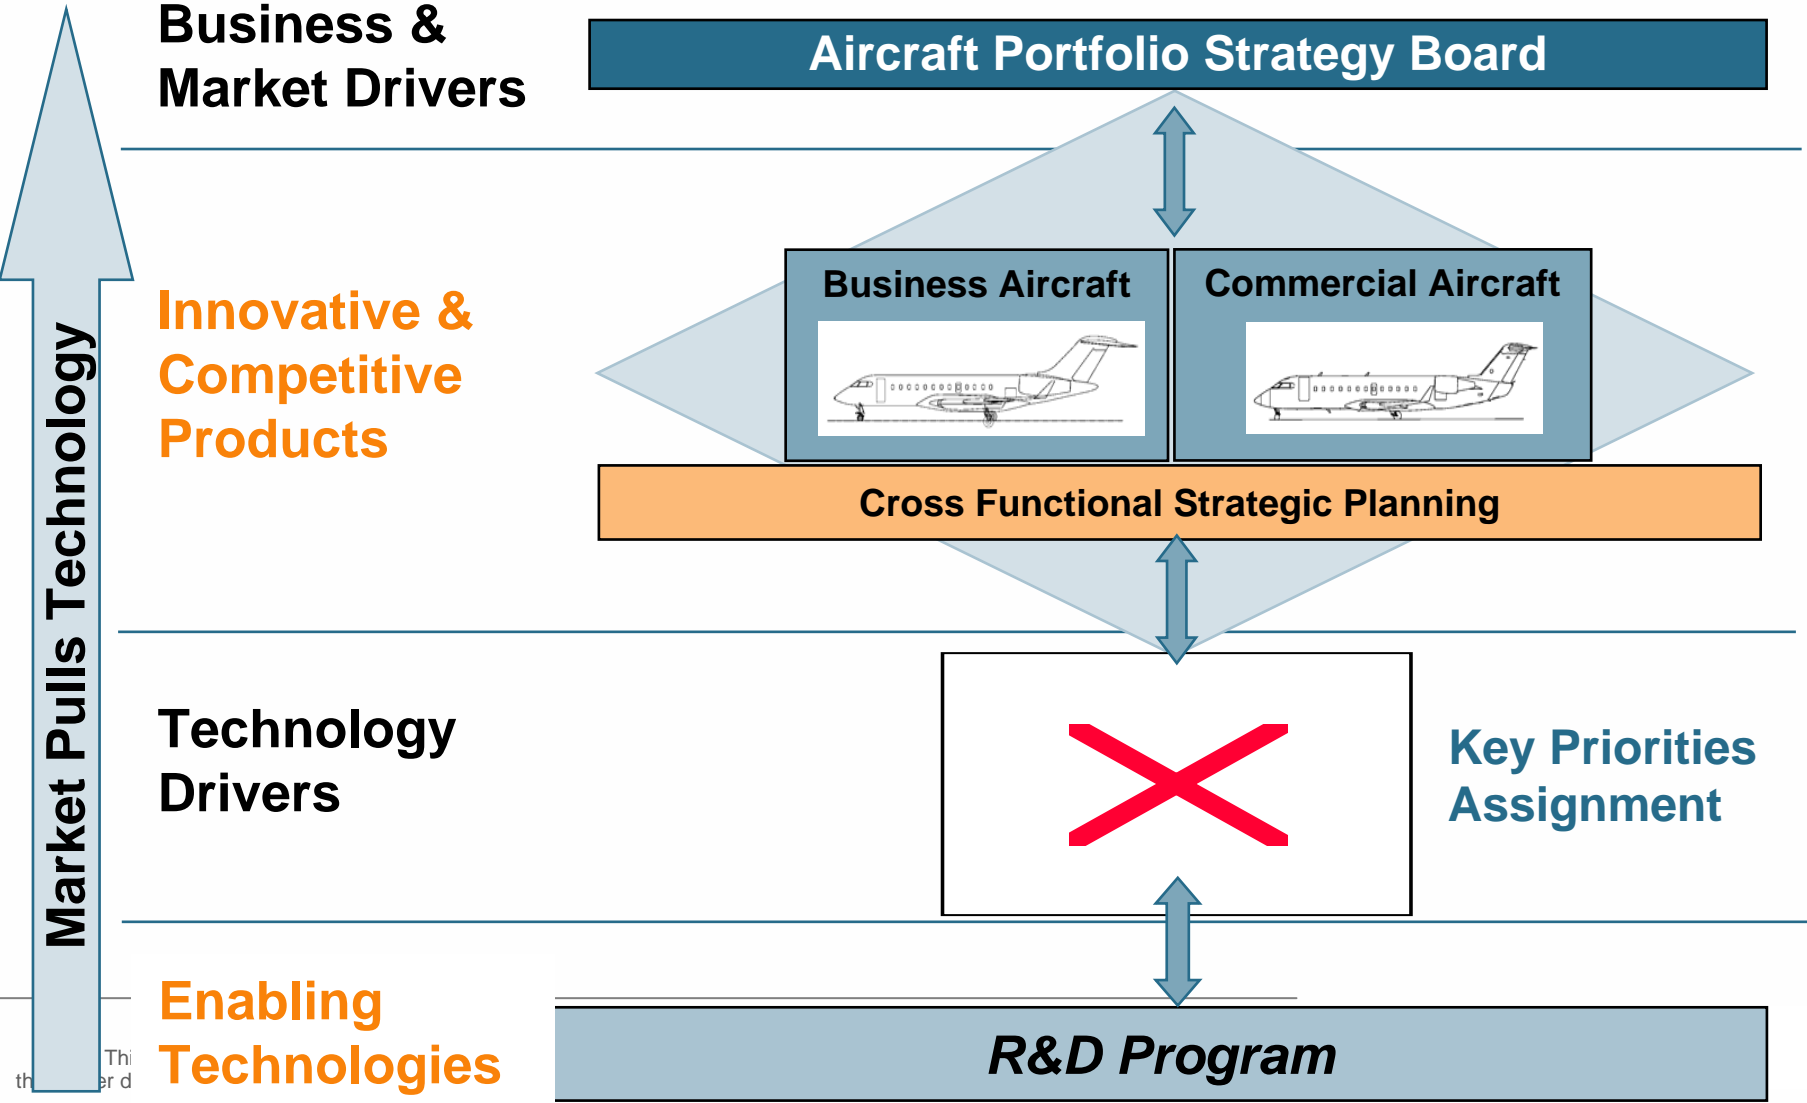 Business &
Market Drivers
Aircraft Portfolio Strategy Board
Market Pulls Technology
Innovative &
Competitive
Products
Business Aircraft
Commercial Aircraft
Cross Functional Strategic Planning
Technology
Drivers
Key Priorities
Assignment
Enabling
Technologies
R&D Program